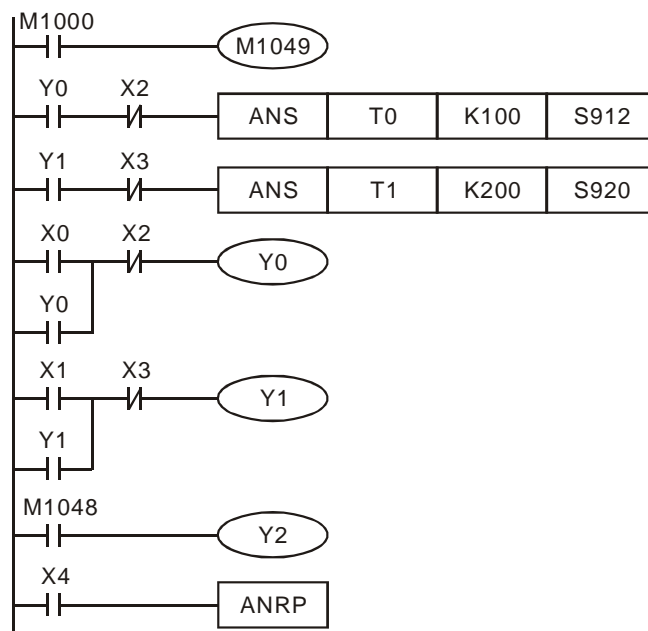 M1000
M1049
Y0 X2
ANS T0 K100 S912
Y1 X3
ANS T1 K200 S920
X0 X2
Y0
Y0
X1 X3
Y1
Y1
M1048
Y2
X4
ANRP